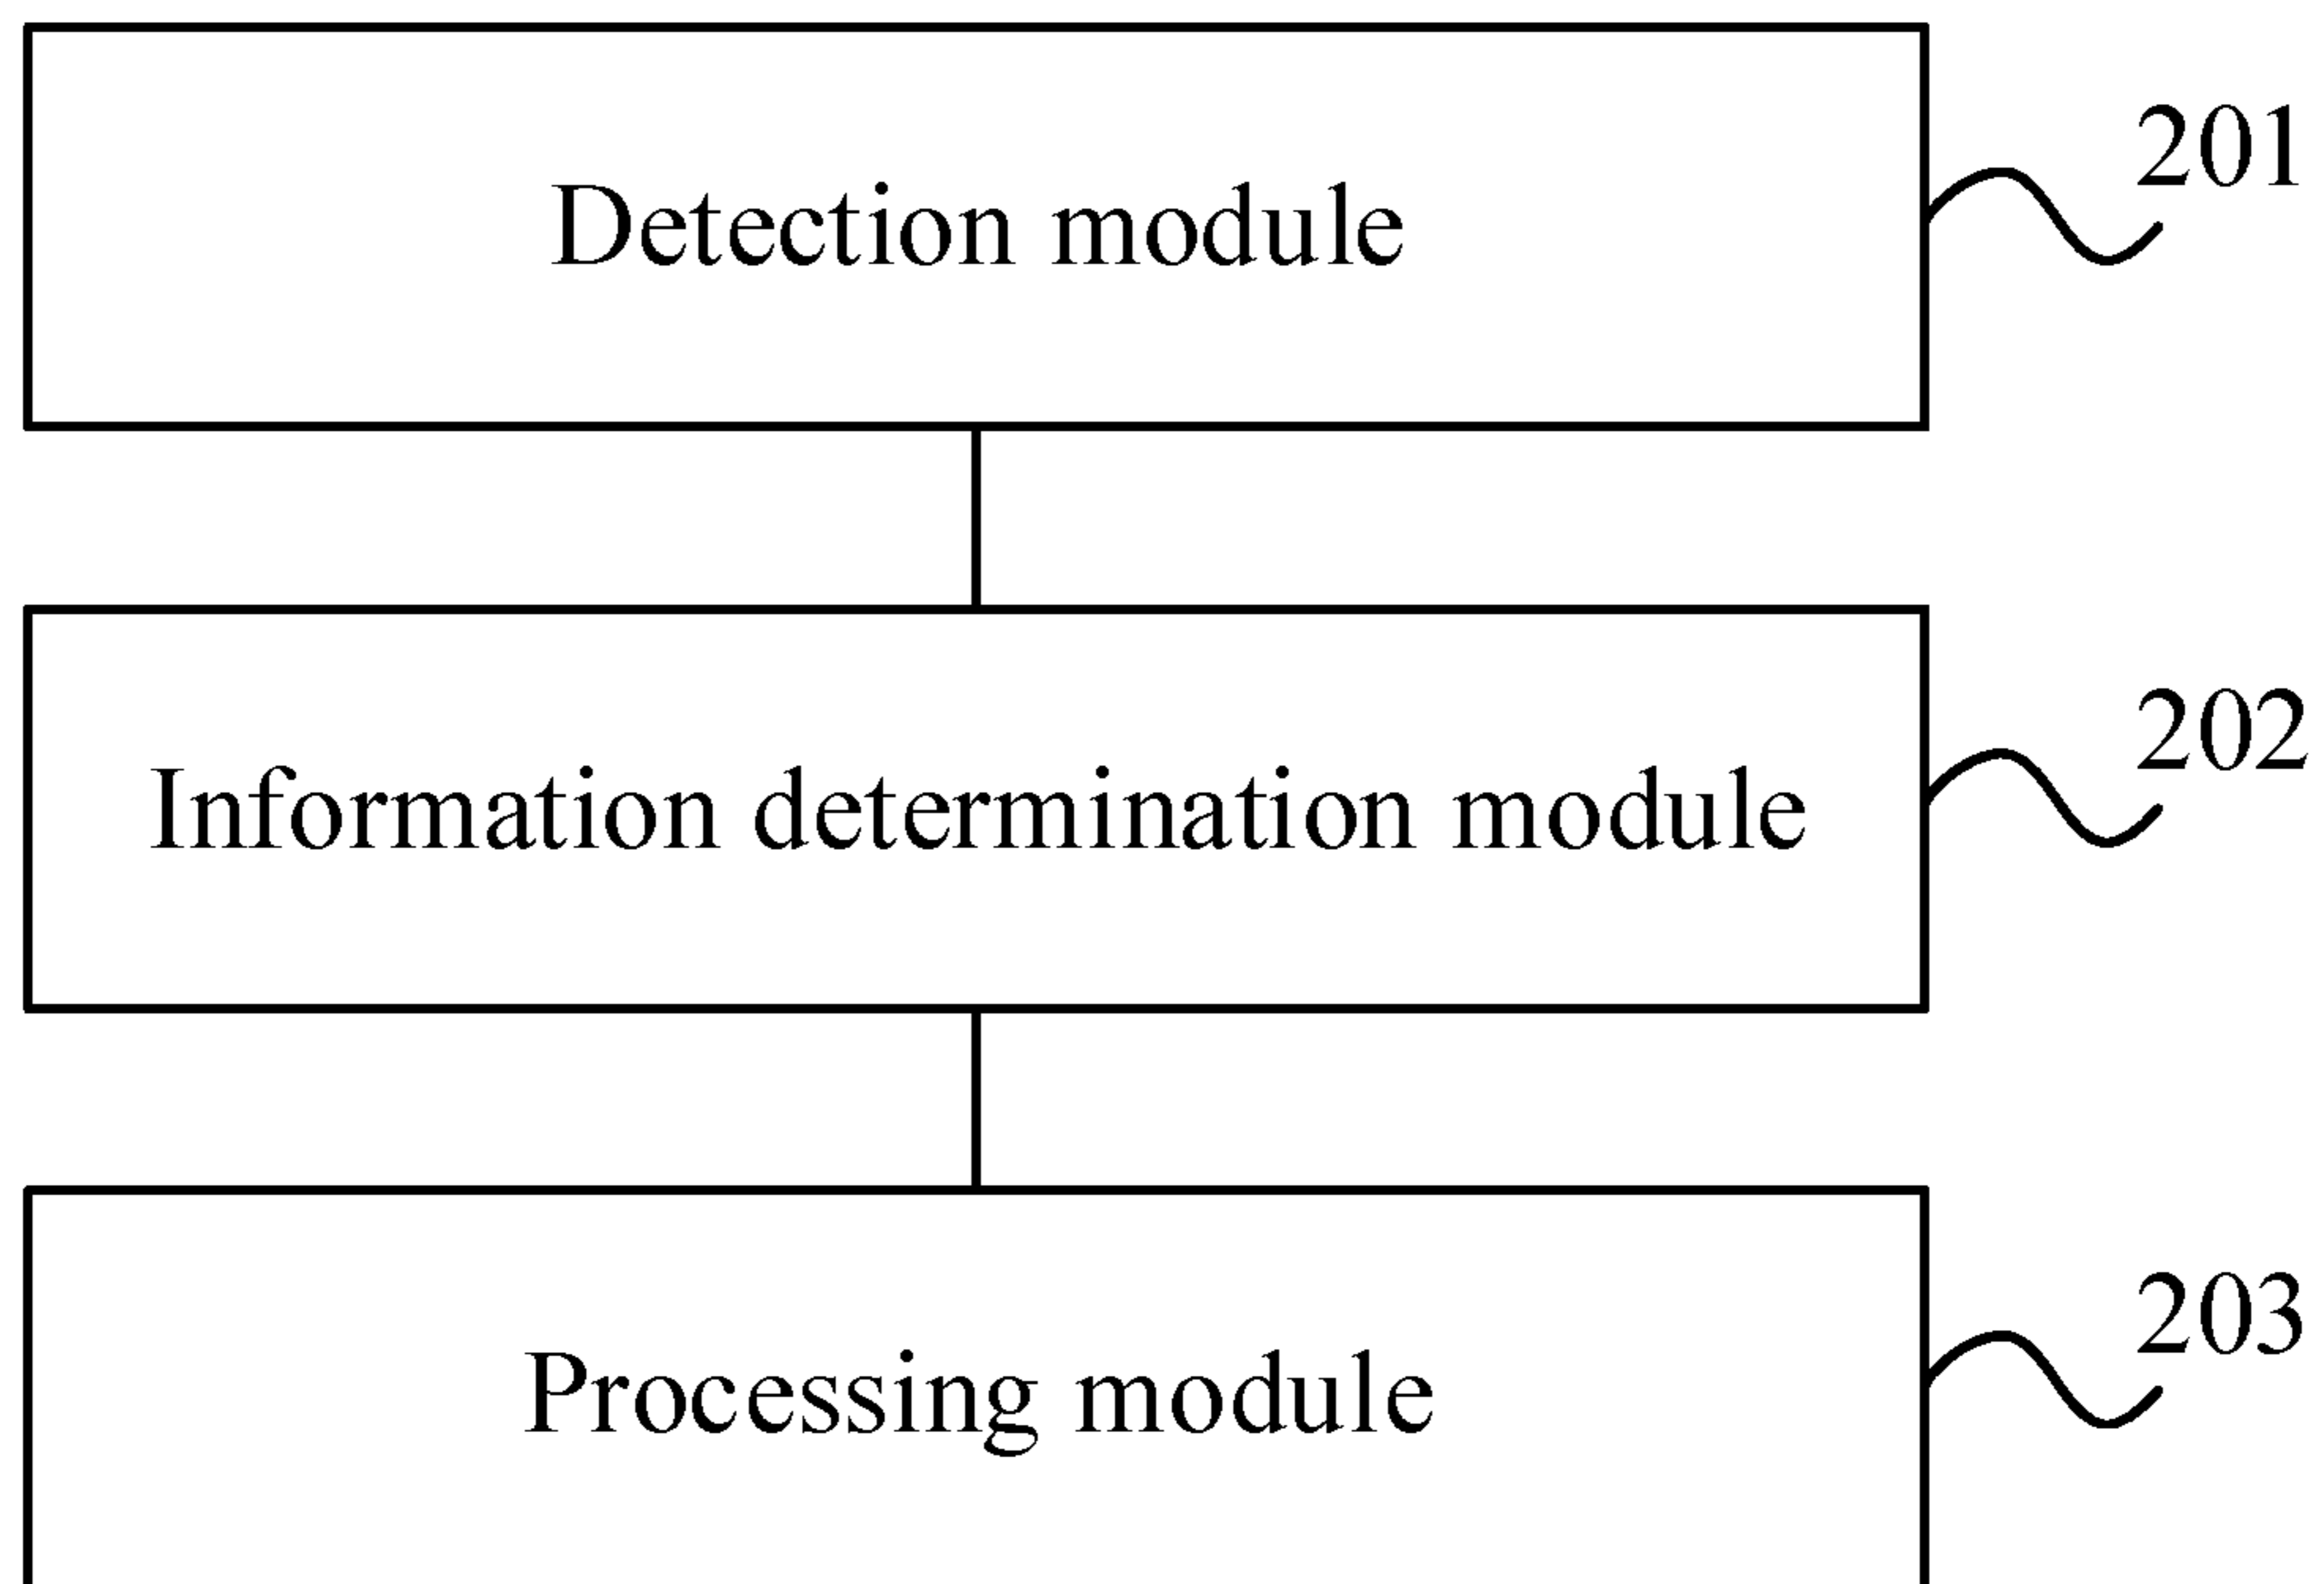 201
Detection module
202
Information determination module
203
Processing module